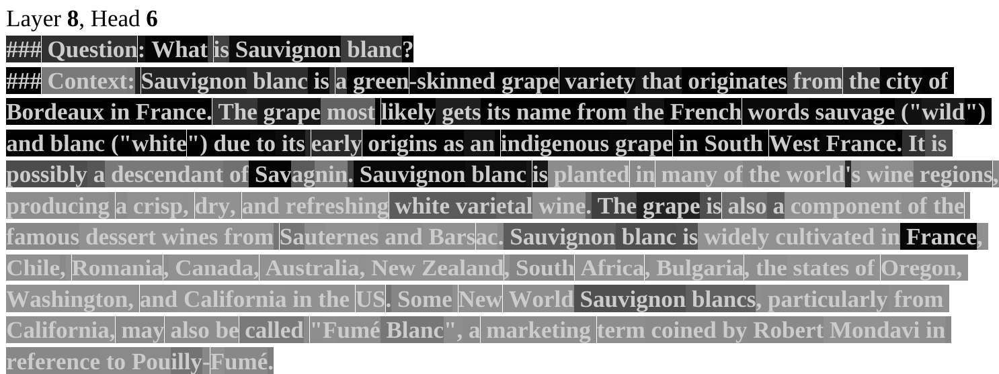 Layer 8, Head 6
### Question: What is Sauvignon blanc?
### Context: Sauvignon blanc is a green-skinned grape variety that originates from the city of
Bordeaux in France. The grape most likely gets its name from the French words sauvage ("wild")
and blanc ("white") due to its early origins as an indigenous grape in South West France. It is
possibly a descendant of Savagnin. Sauvignon blanc is planted in many of the world's wine regions,
producing a crisp, dry, and refreshing white varietal wine. The grape is also a component of the
famous dessert wines from Sauternes and Barsac. Sauvignon blanc is widely cultivated in France,
Chile, Romania, Canada, Australia, New Zealand, South Africa, Bulgaria, the states of Oregon,
Washington, and California in the US. Some New World Sauvignon blancs, particularly from
California, may also be called "Fumé Blanc", a marketing term coined by Robert Mondavi in
reference to Pouilly-Fumé.